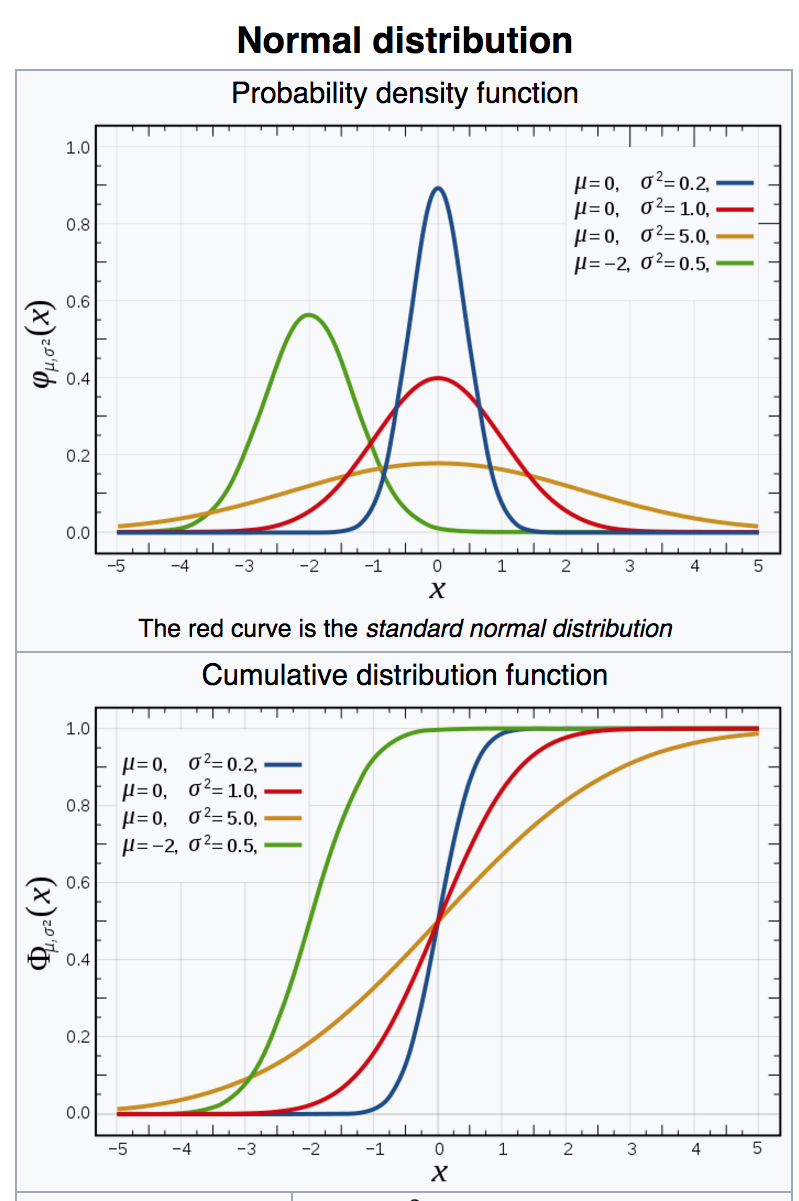 Normal distribution
Probability density function
φμ,σ²(x)
1.0
0.8
0.6
0.4
0.2
0.0
μ= 0, σ²= 0.2,
μ= 0, σ²= 1.0,
μ= 0, σ²= 5.0,
μ= −2, σ²= 0.5,
−5 −4 −3 −2 −1 0 1 2 3 4 5
x
The red curve is the standard normal distribution
Cumulative distribution function
Φμ,σ²(x)
1.0
0.8
0.6
0.4
0.2
0.0
μ= 0, σ²= 0.2,
μ= 0, σ²= 1.0,
μ= 0, σ²= 5.0,
μ= −2, σ²= 0.5,
−5 −4 −3 −2 −1 0 1 2 3 4 5
x